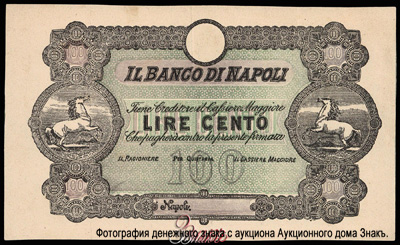 IL BANCO DI NAPOLI
Tiene Creditore il Cassiere Maggiore
LIRE CENTO
Che pagherà contro la presente firmata
IL RAGIONIERE PER QUIETANZA IL CASSIERE MAGGIORE
100
Napoli
Фотография денежного знака с аукциона Аукционного дома Знакъ.